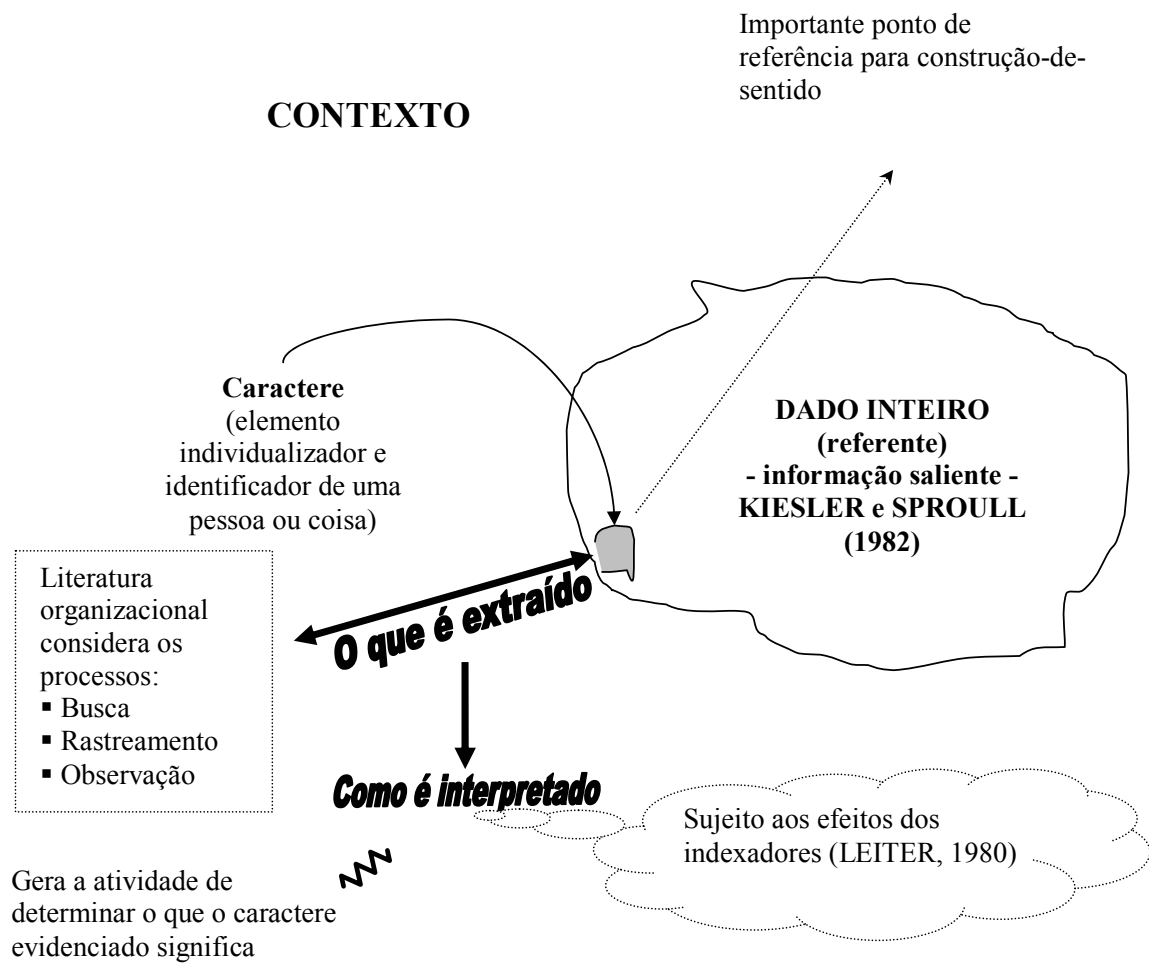 Importante ponto de
referência para construção-de-
sentido
CONTEXTO
Caractere
(elemento
individualizador e
identificador de uma
pessoa ou coisa)
DADO INTEIRO
(referente)
- informação saliente -
KIESLER e SPROULL
(1982)
Literatura
organizacional
considera os
processos:
▪ Busca
▪ Rastreamento
▪ Observação
O que é extraído
Como é interpretado
Sujeito aos efeitos dos
indexadores (LEITER, 1980)
Gera a atividade de
determinar o que o caractere
evidenciado significa